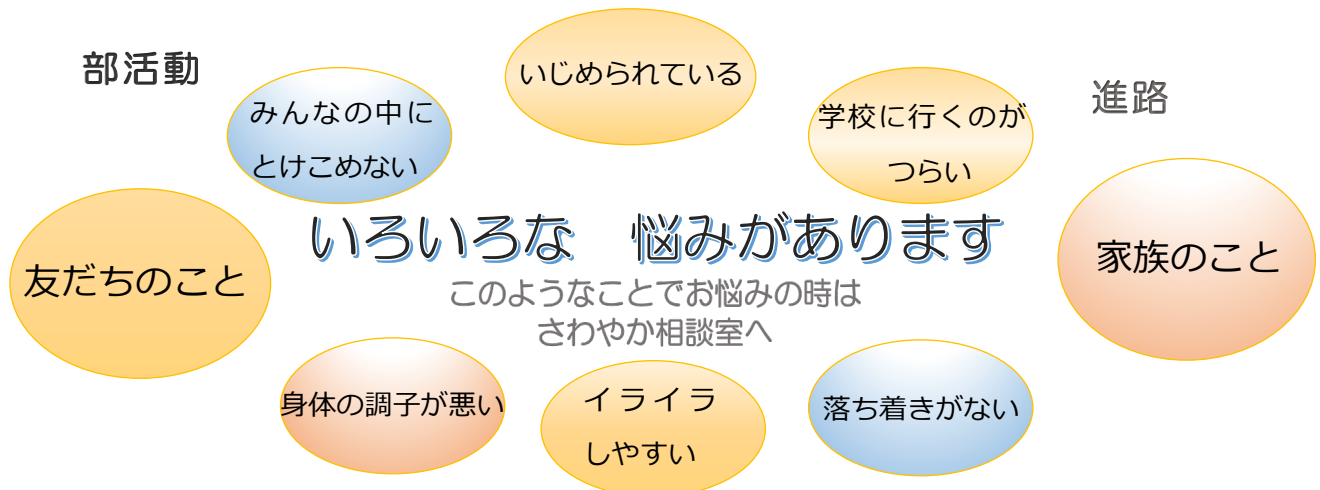 部活動
いじめられている
進路
みんなの中に
とけこめない
学校に行くのが
つらい
いろいろな　悩みがあります
友だちのこと
家族のこと
このようなことでお悩みの時は
さわやか相談室へ
身体の調子が悪い
イライラ
しやすい
落ち着きがない